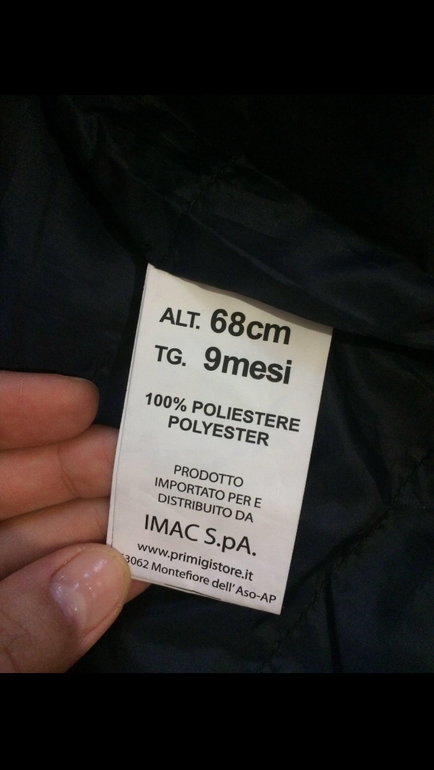 ALT. 68cm
TG. 9mesi
100% POLIESTERE
POLYESTER
PRODOTTO
IMPORTATO PER E
DISTRIBUITO DA
IMAC S.pA.
www.primigistore.it
63062 Montefiore dell'Aso-AP